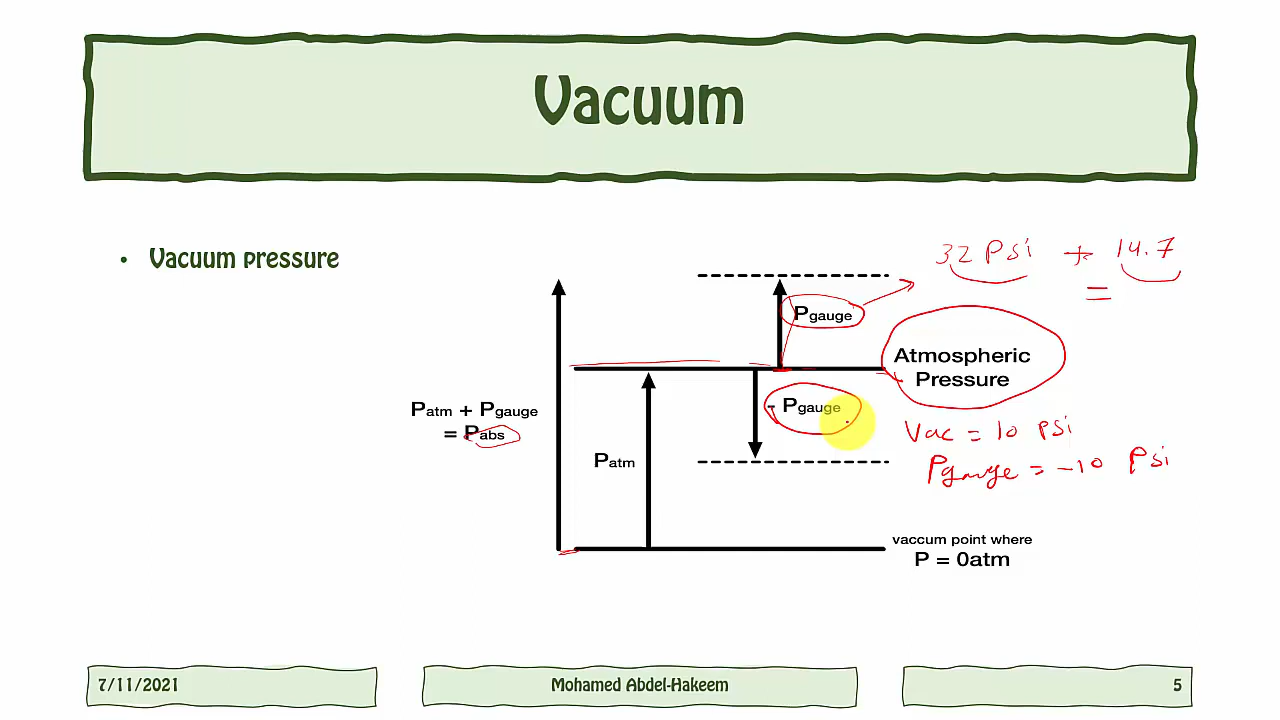 Vacuum
• Vacuum pressure
32 Psi + 14.7
=
Pgauge
Atmospheric
Pressure
- Pgauge
Patm + Pgauge
= Pabs
Vac = 10 psi
Pgauge = -10 Psi
Patm
vaccum point where
P = 0atm
7/11/2021
Mohamed Abdel-Hakeem
5